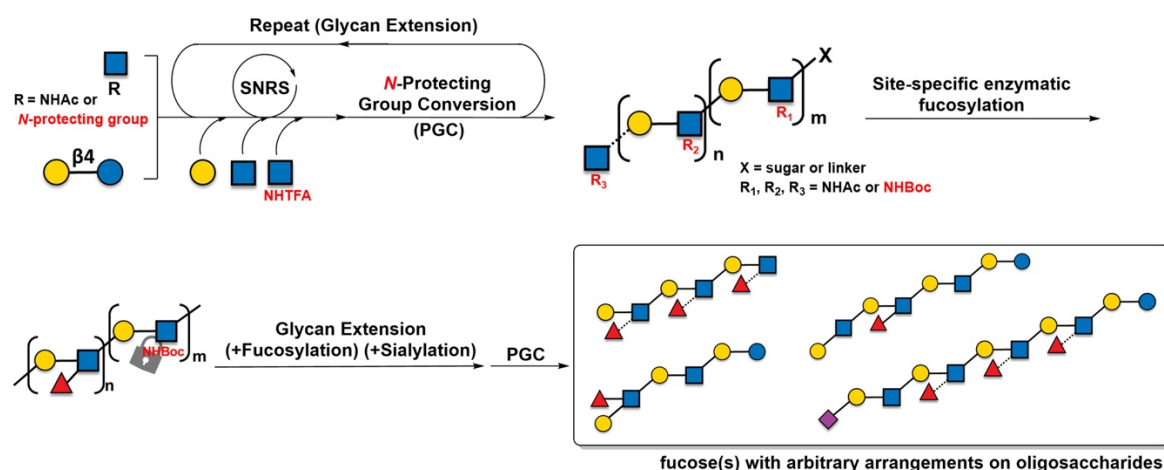 Repeat (Glycan Extension)
R
R = NHAc or
N-protecting group
β4
SNRS
NHTFA
N-Protecting
Group Conversion
(PGC)
X
R1
m
R2
n
R3
X = sugar or linker
R1, R2, R3 = NHAc or NHBoc
Site-specific enzymatic
fucosylation
n
NHBoc
m
Glycan Extension
(+Fucosylation) (+Sialylation)
PGC
fucose(s) with arbitrary arrangements on oligosaccharides